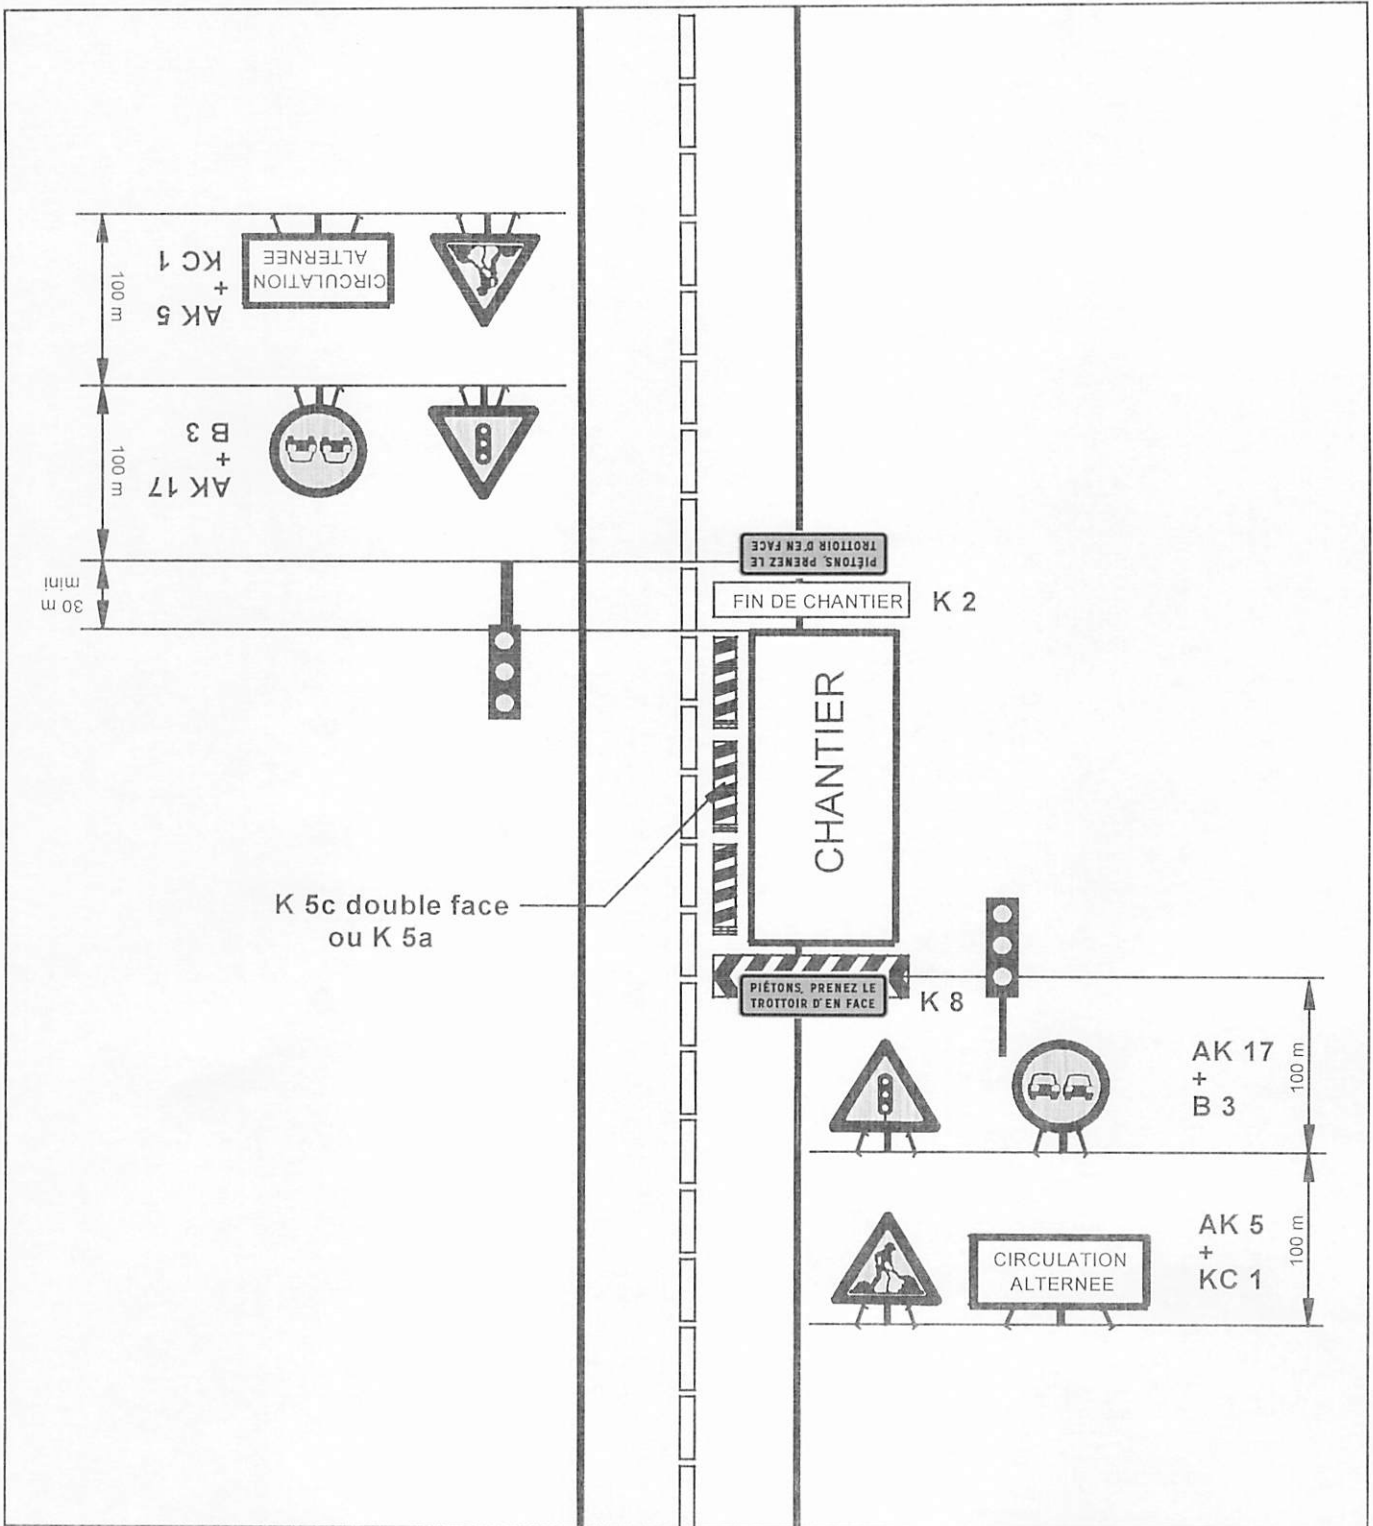 CIRCULATION
ALTERNEE
AK 5
+
KC 1
100 m
AK 17
+
B 3
100 m
30 m
mini
PIÉTONS, PRENEZ LE
TROTTOIR D'EN FACE
FIN DE CHANTIER
K 2
CHANTIER
K 5c double face
ou K 5a
PIÉTONS, PRENEZ LE
TROTTOIR D'EN FACE
K 8
AK 17
+
B 3
100 m
CIRCULATION
ALTERNEE
AK 5
+
KC 1
100 m